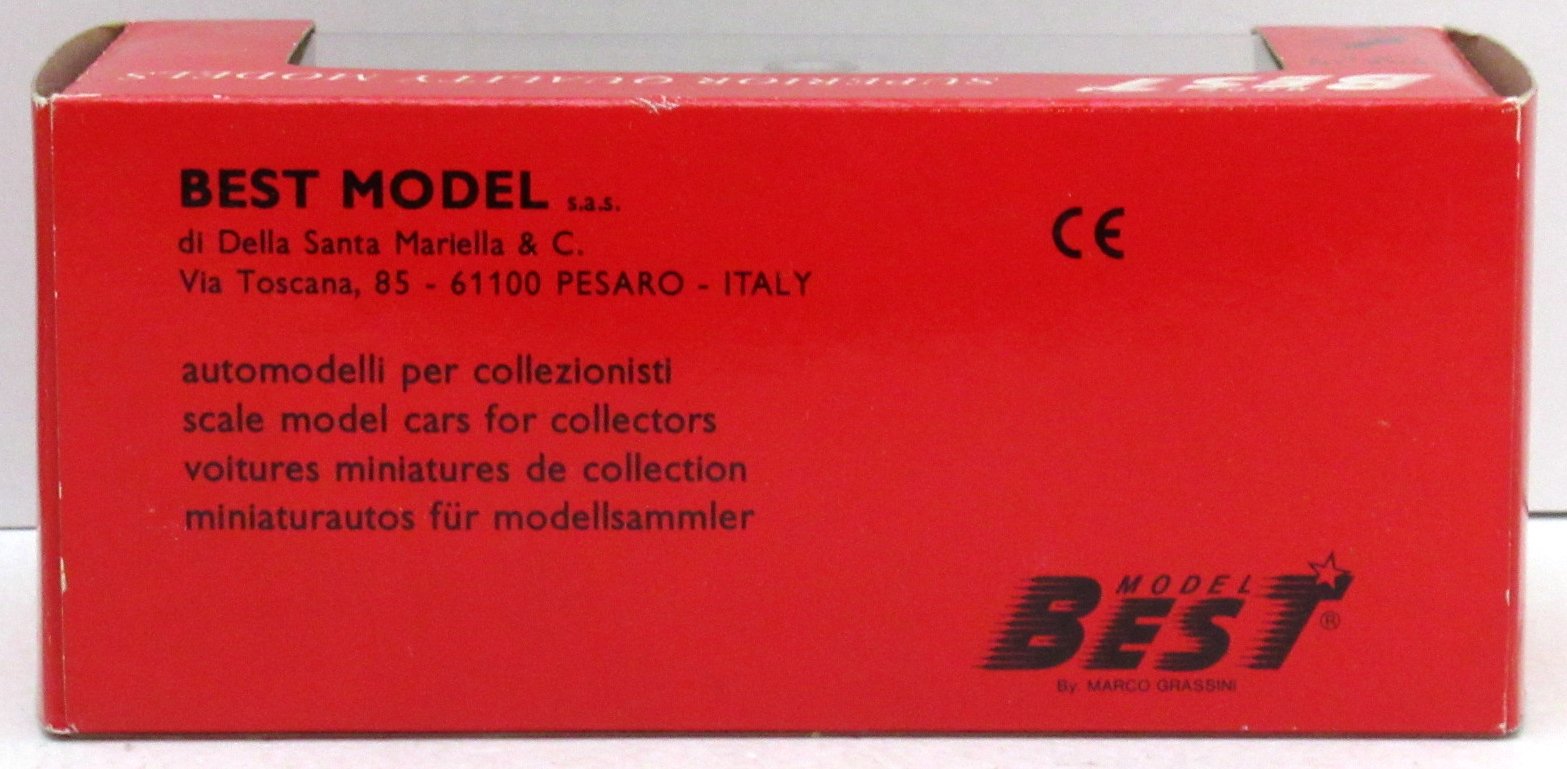 SUPERIOR QUALITY MODELS
BEST
BEST MODEL s.a.s.
di Della Santa Mariella & C.
Via Toscana, 85 - 61100 PESARO - ITALY
CE
automodelli per collezionisti
scale model cars for collectors
voitures miniatures de collection
miniaturautos für modellsammler
MODEL
BEST ®
By MARCO GRASSINI